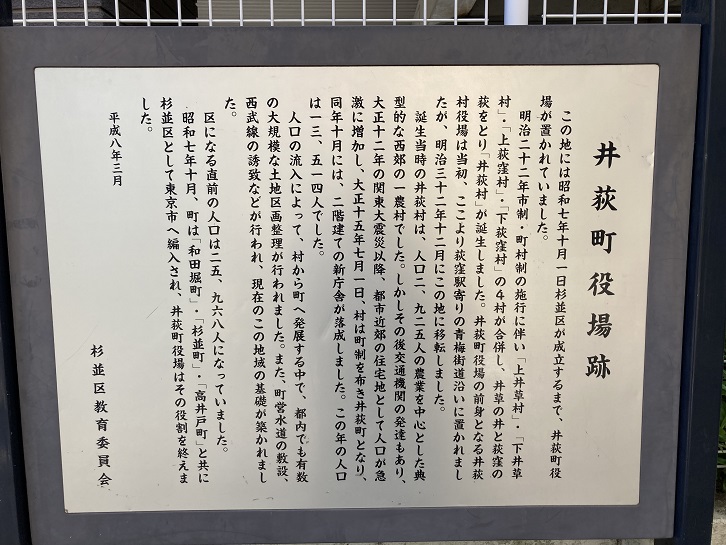 井荻町役場跡
この地には昭和七年十月一日杉並区が成立するまで、井荻町役
場が置かれていました。
明治二十二年市制・町村制の施行に伴い「上井草村」・「下井草
村」・「上荻窪村」・「下荻窪村」の４村が合併し、井草の井と荻窪の
荻をとり「井荻村」が誕生しました。井荻町役場の前身となる井荻
村役場は当初、ここより荻窪駅寄りの青梅街道沿いに置かれまし
たが、明治三十二年十二月にこの地に移転しました。
誕生当時の井荻村は、人口二、九二五人の農業を中心とした典
型的な西郊の一農村でした。しかしその後交通機関の発達もあり、
大正十二年の関東大震災以降、都市近郊の住宅地として人口が急
激に増加し、大正十五年七月一日、村は町制を布き井荻町となり、
同年十月には、二階建ての新庁舎が落成しました。この年の人口
は一三、五一四人でした。
人口の流入によって、村から町へ発展する中で、都内でも有数
の大規模な土地区画整理が行われました。また、町営水道の敷設、
西武線の誘致などが行われ、現在のこの地域の基礎が築かれまし
た。
区になる直前の人口は二五、九六八人になっていました。
昭和七年十月、町は「和田堀町」・「杉並町」・「高井戸町」と共に
杉並区として東京市へ編入され、井荻町役場はその役割を終えま
した。
平成八年三月
杉並区教育委員会